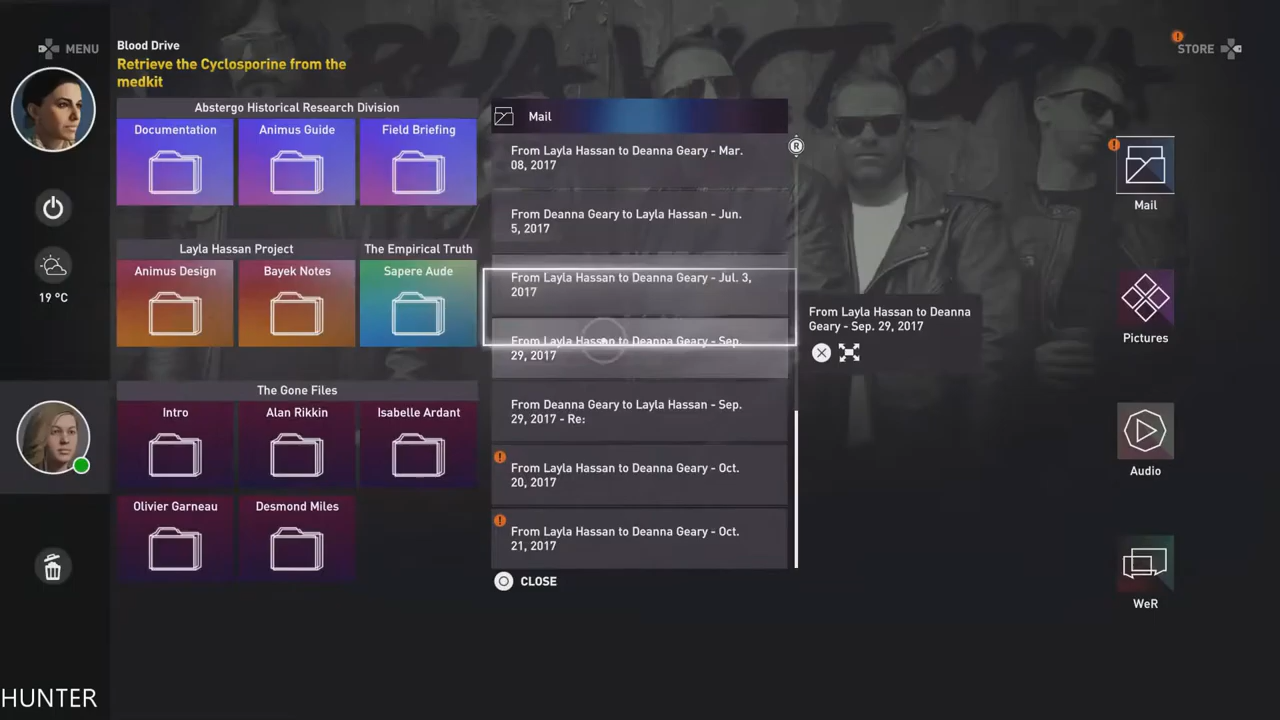 MENU
Blood Drive
Retrieve the Cyclosporine from the
medkit
STORE
Abstergo Historical Research Division
Documentation
Animus Guide
Field Briefing
Layla Hassan Project
The Empirical Truth
Animus Design
Bayek Notes
Sapere Aude
19 °C
The Gone Files
Intro
Alan Rikkin
Isabelle Ardant
Olivier Garneau
Desmond Miles
Mail
From Layla Hassan to Deanna Geary - Mar.
08, 2017
From Deanna Geary to Layla Hassan - Jun.
5, 2017
From Layla Hassan to Deanna Geary - Jul. 3,
2017
From Layla Hassan to Deanna Geary - Sep.
29, 2017
From Deanna Geary to Layla Hassan - Sep.
29, 2017 - Re:
From Layla Hassan to Deanna Geary - Oct.
20, 2017
From Layla Hassan to Deanna Geary - Oct.
21, 2017
CLOSE
R
From Layla Hassan to Deanna
Geary - Sep. 29, 2017
Mail
Pictures
Audio
WeR
HUNTER